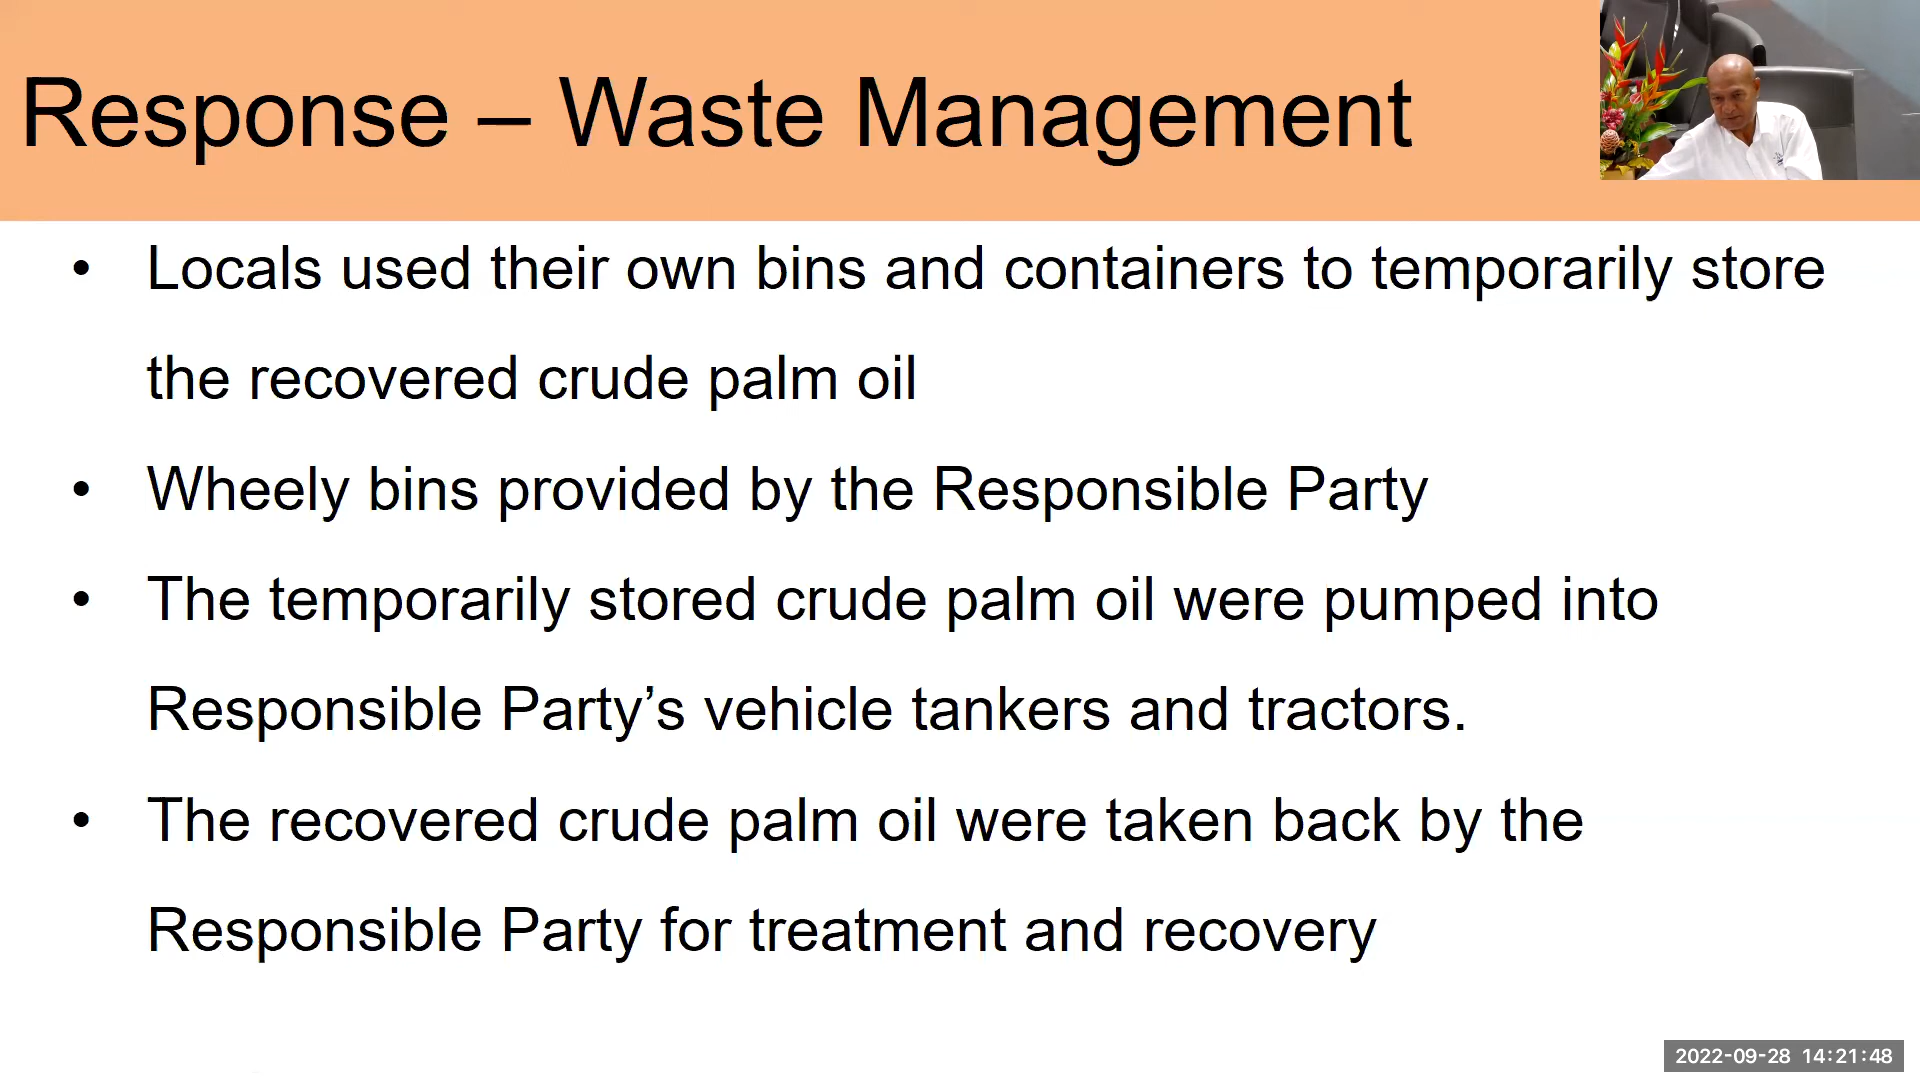 Response – Waste Management
• Locals used their own bins and containers to temporarily store
the recovered crude palm oil
• Wheely bins provided by the Responsible Party
• The temporarily stored crude palm oil were pumped into
Responsible Party’s vehicle tankers and tractors.
• The recovered crude palm oil were taken back by the
Responsible Party for treatment and recovery
2022-09-28 14:21:48